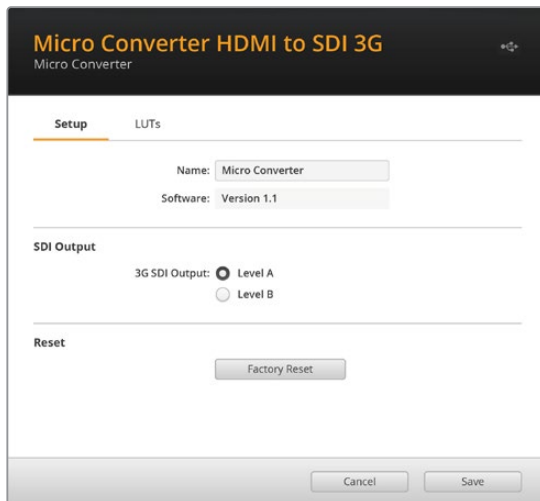 Micro Converter HDMI to SDI 3G
Micro Converter
Setup LUTs
Name: Micro Converter
Software: Version 1.1
SDI Output
3G SDI Output: Level A
Level B
Reset
Factory Reset
Cancel Save